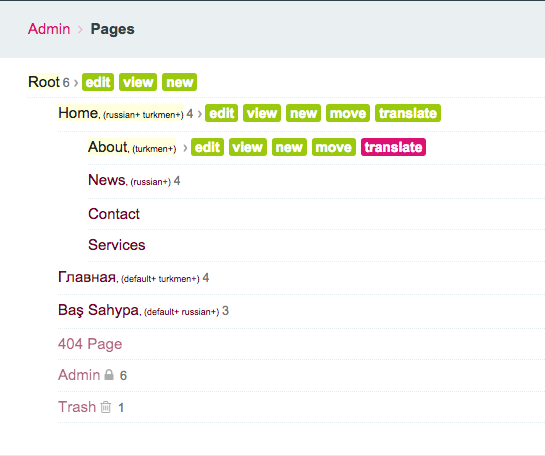 Admin > Pages
Root 6 › edit view new
Home, (russian+ turkmen+) 4 › edit view new move translate
About, (turkmen+) › edit view new move translate
News, (russian+) 4
Contact
Services
Главная, (default+ turkmen+) 4
Baş Sahypa, (default+ russian+) 3
404 Page
Admin 6
Trash 1